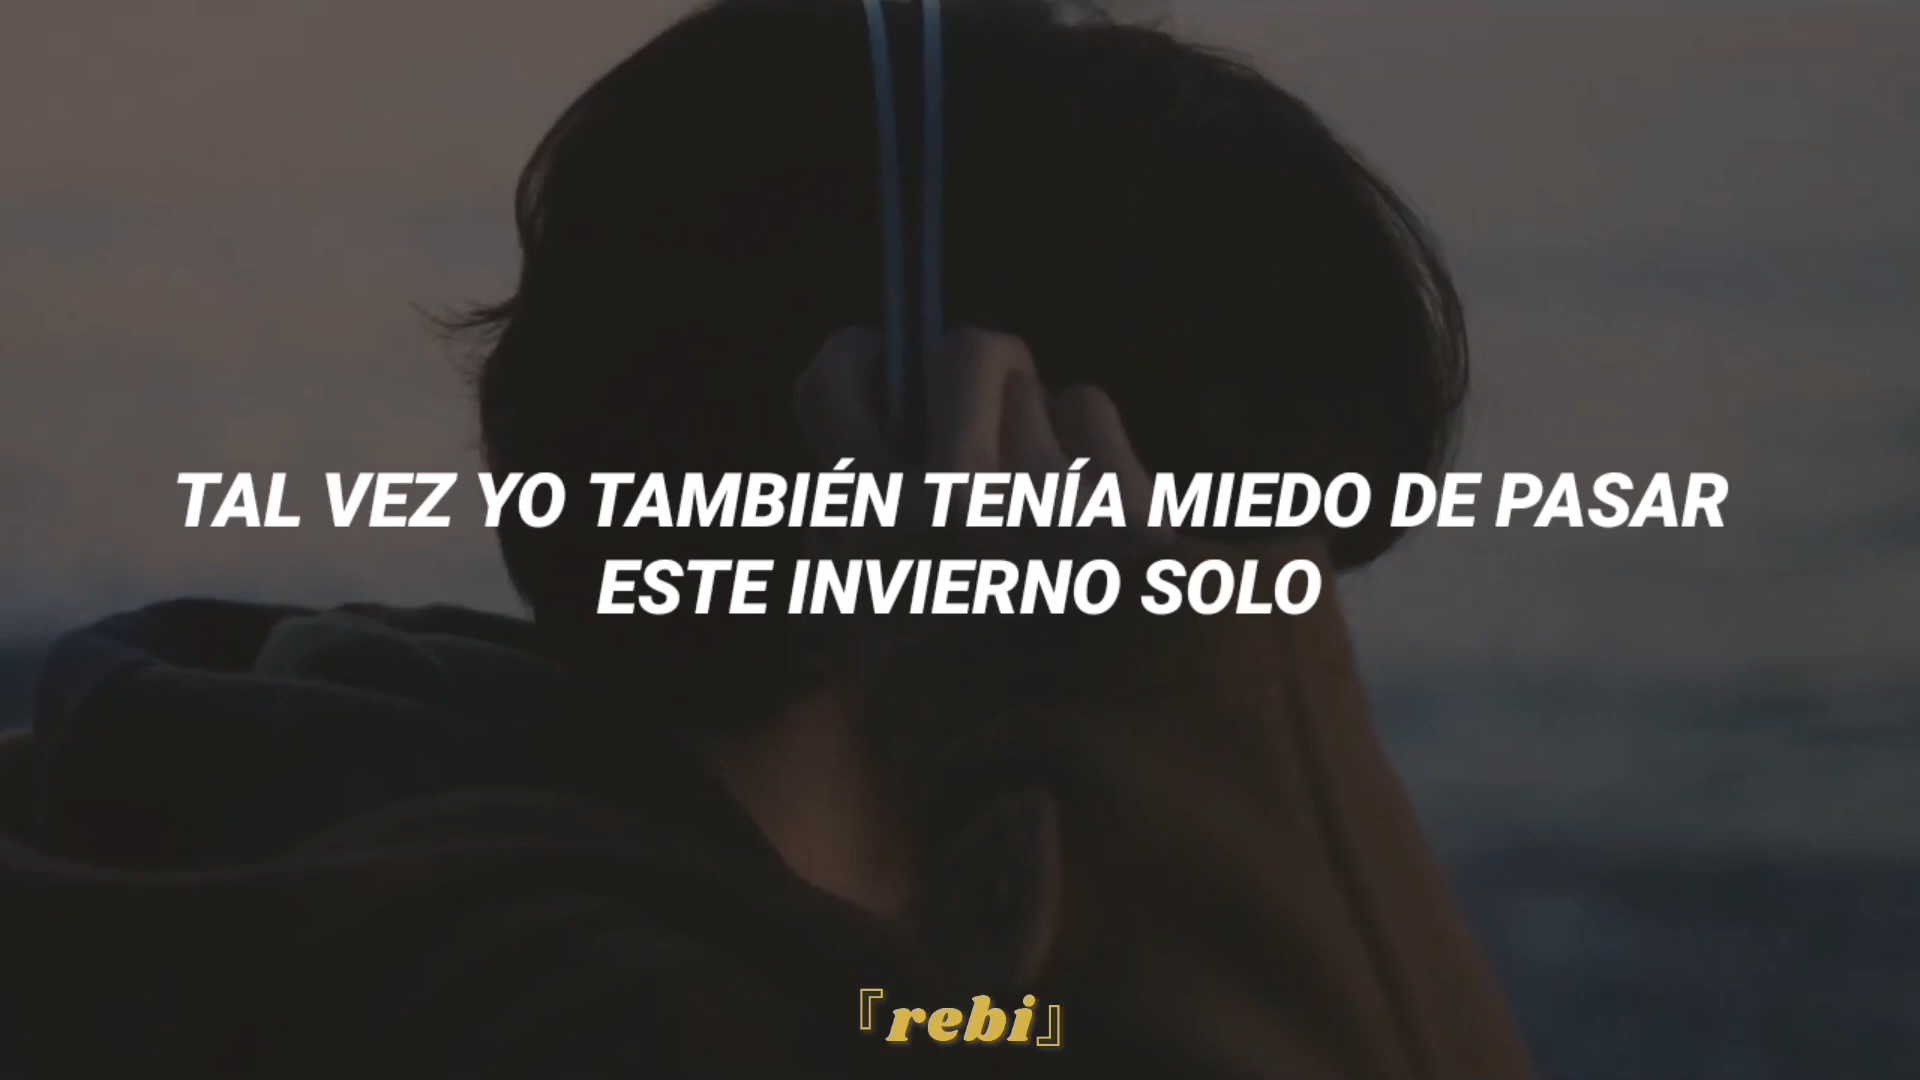 TAL VEZ YO TAMBIÉN TENÍA MIEDO DE PASAR
ESTE INVIERNO SOLO
『rebi』